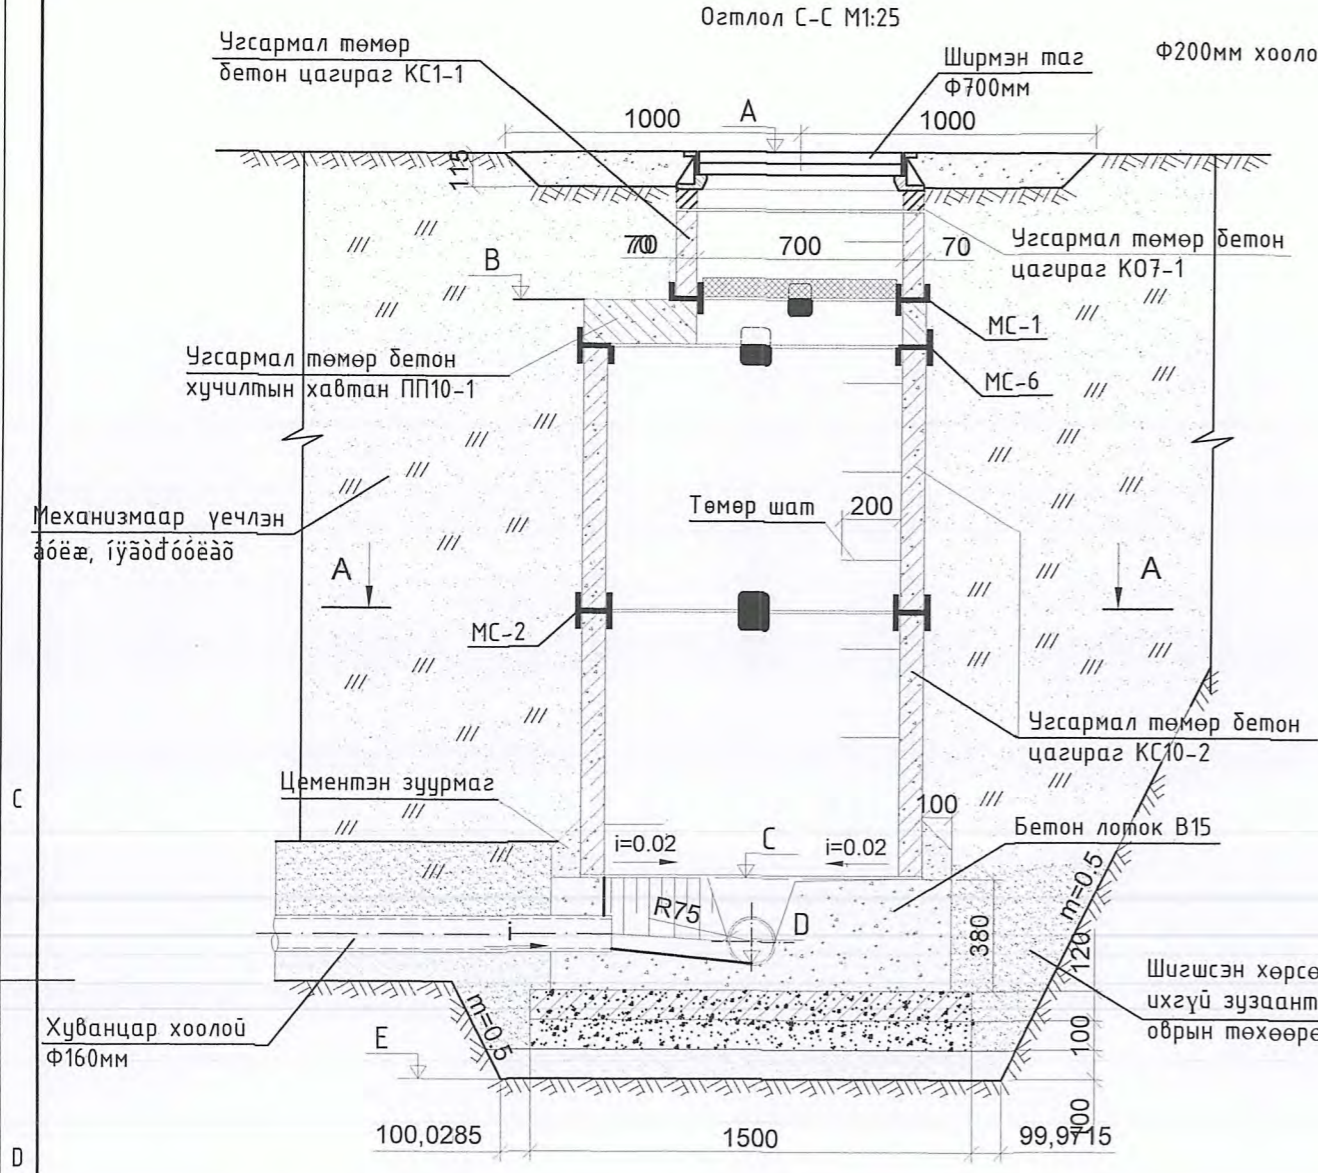 Огтлол С-С М1:25
Угсармал төмөр
бетон цагираг КС1-1
Ширмэн таг
Ф700мм
Ф200мм хооло
1000
A
1000
115
70
700
70
Угсармал төмөр бетон
цагираг КО7-1
B
МС-1
Угсармал төмөр бетон
хучилтын хавтан ПП10-1
МС-6
Төмөр шат
200
Механизмаар үечлэн
A
A
МС-2
Угсармал төмөр бетон
цагираг КС10-2
Цементэн зуурмаг
100
C
i=0.02
C
i=0.02
Бетон лоток В15
m=0.5
R75
D
380
120
i
Шигшсэн хөрсө
ихгүй зузаант
оврын төхөөрө
m=0.5
Хуванцар хоолой
Ф160мм
100
E
100
100,0285
1500
99,9715
D